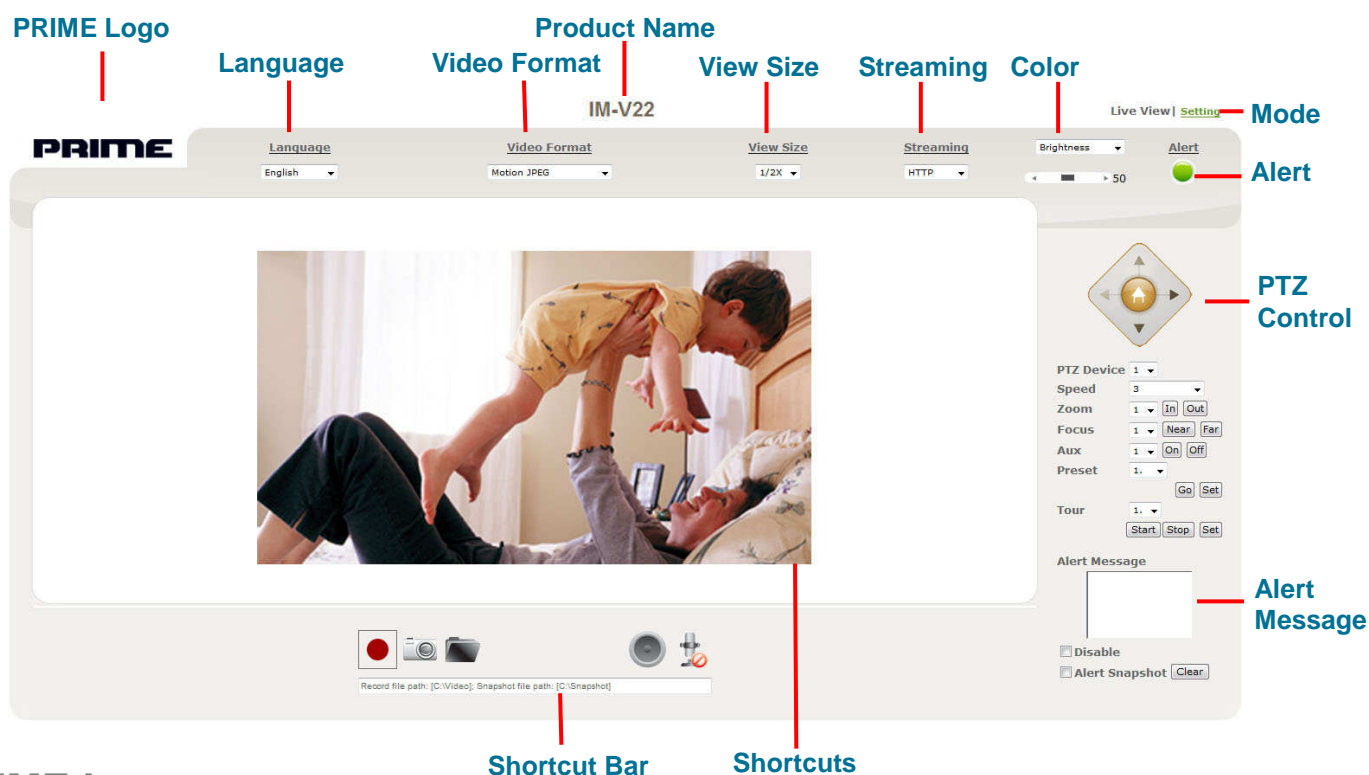 PRIME Logo
Product Name
Language
Video Format
View Size
Streaming
Color
IM-V22
Live View| Setting
Mode
PRIME
Language
Video Format
View Size
Streaming
Brightness
Alert
English
Motion JPEG
1/2X
HTTP
50
Alert
PTZ
Control
PTZ Device 1
Speed 3
Zoom 1 In Out
Focus 1 Near Far
Aux 1 On Off
Preset 1.
Go Set
Tour 1.
Start Stop Set
Alert Message
Alert
Message
Disable
Alert Snapshot Clear
Record file path: [C:\Video]; Snapshot file path: [C:\Snapshot]
Shortcut Bar
Shortcuts